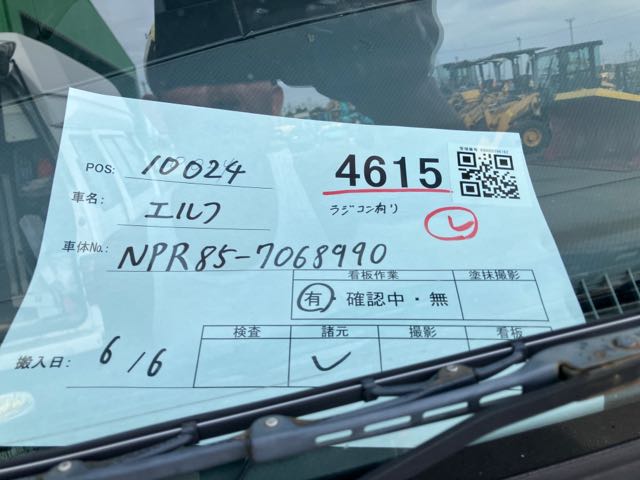 POS: 10024
4615
車名: エルフ
ラジコン有り
レ
車体No.: NPR85-7068990
看板作業
塗抹撮影
有・確認中・無
検査 諸元 撮影 看板
搬入日: 6/6